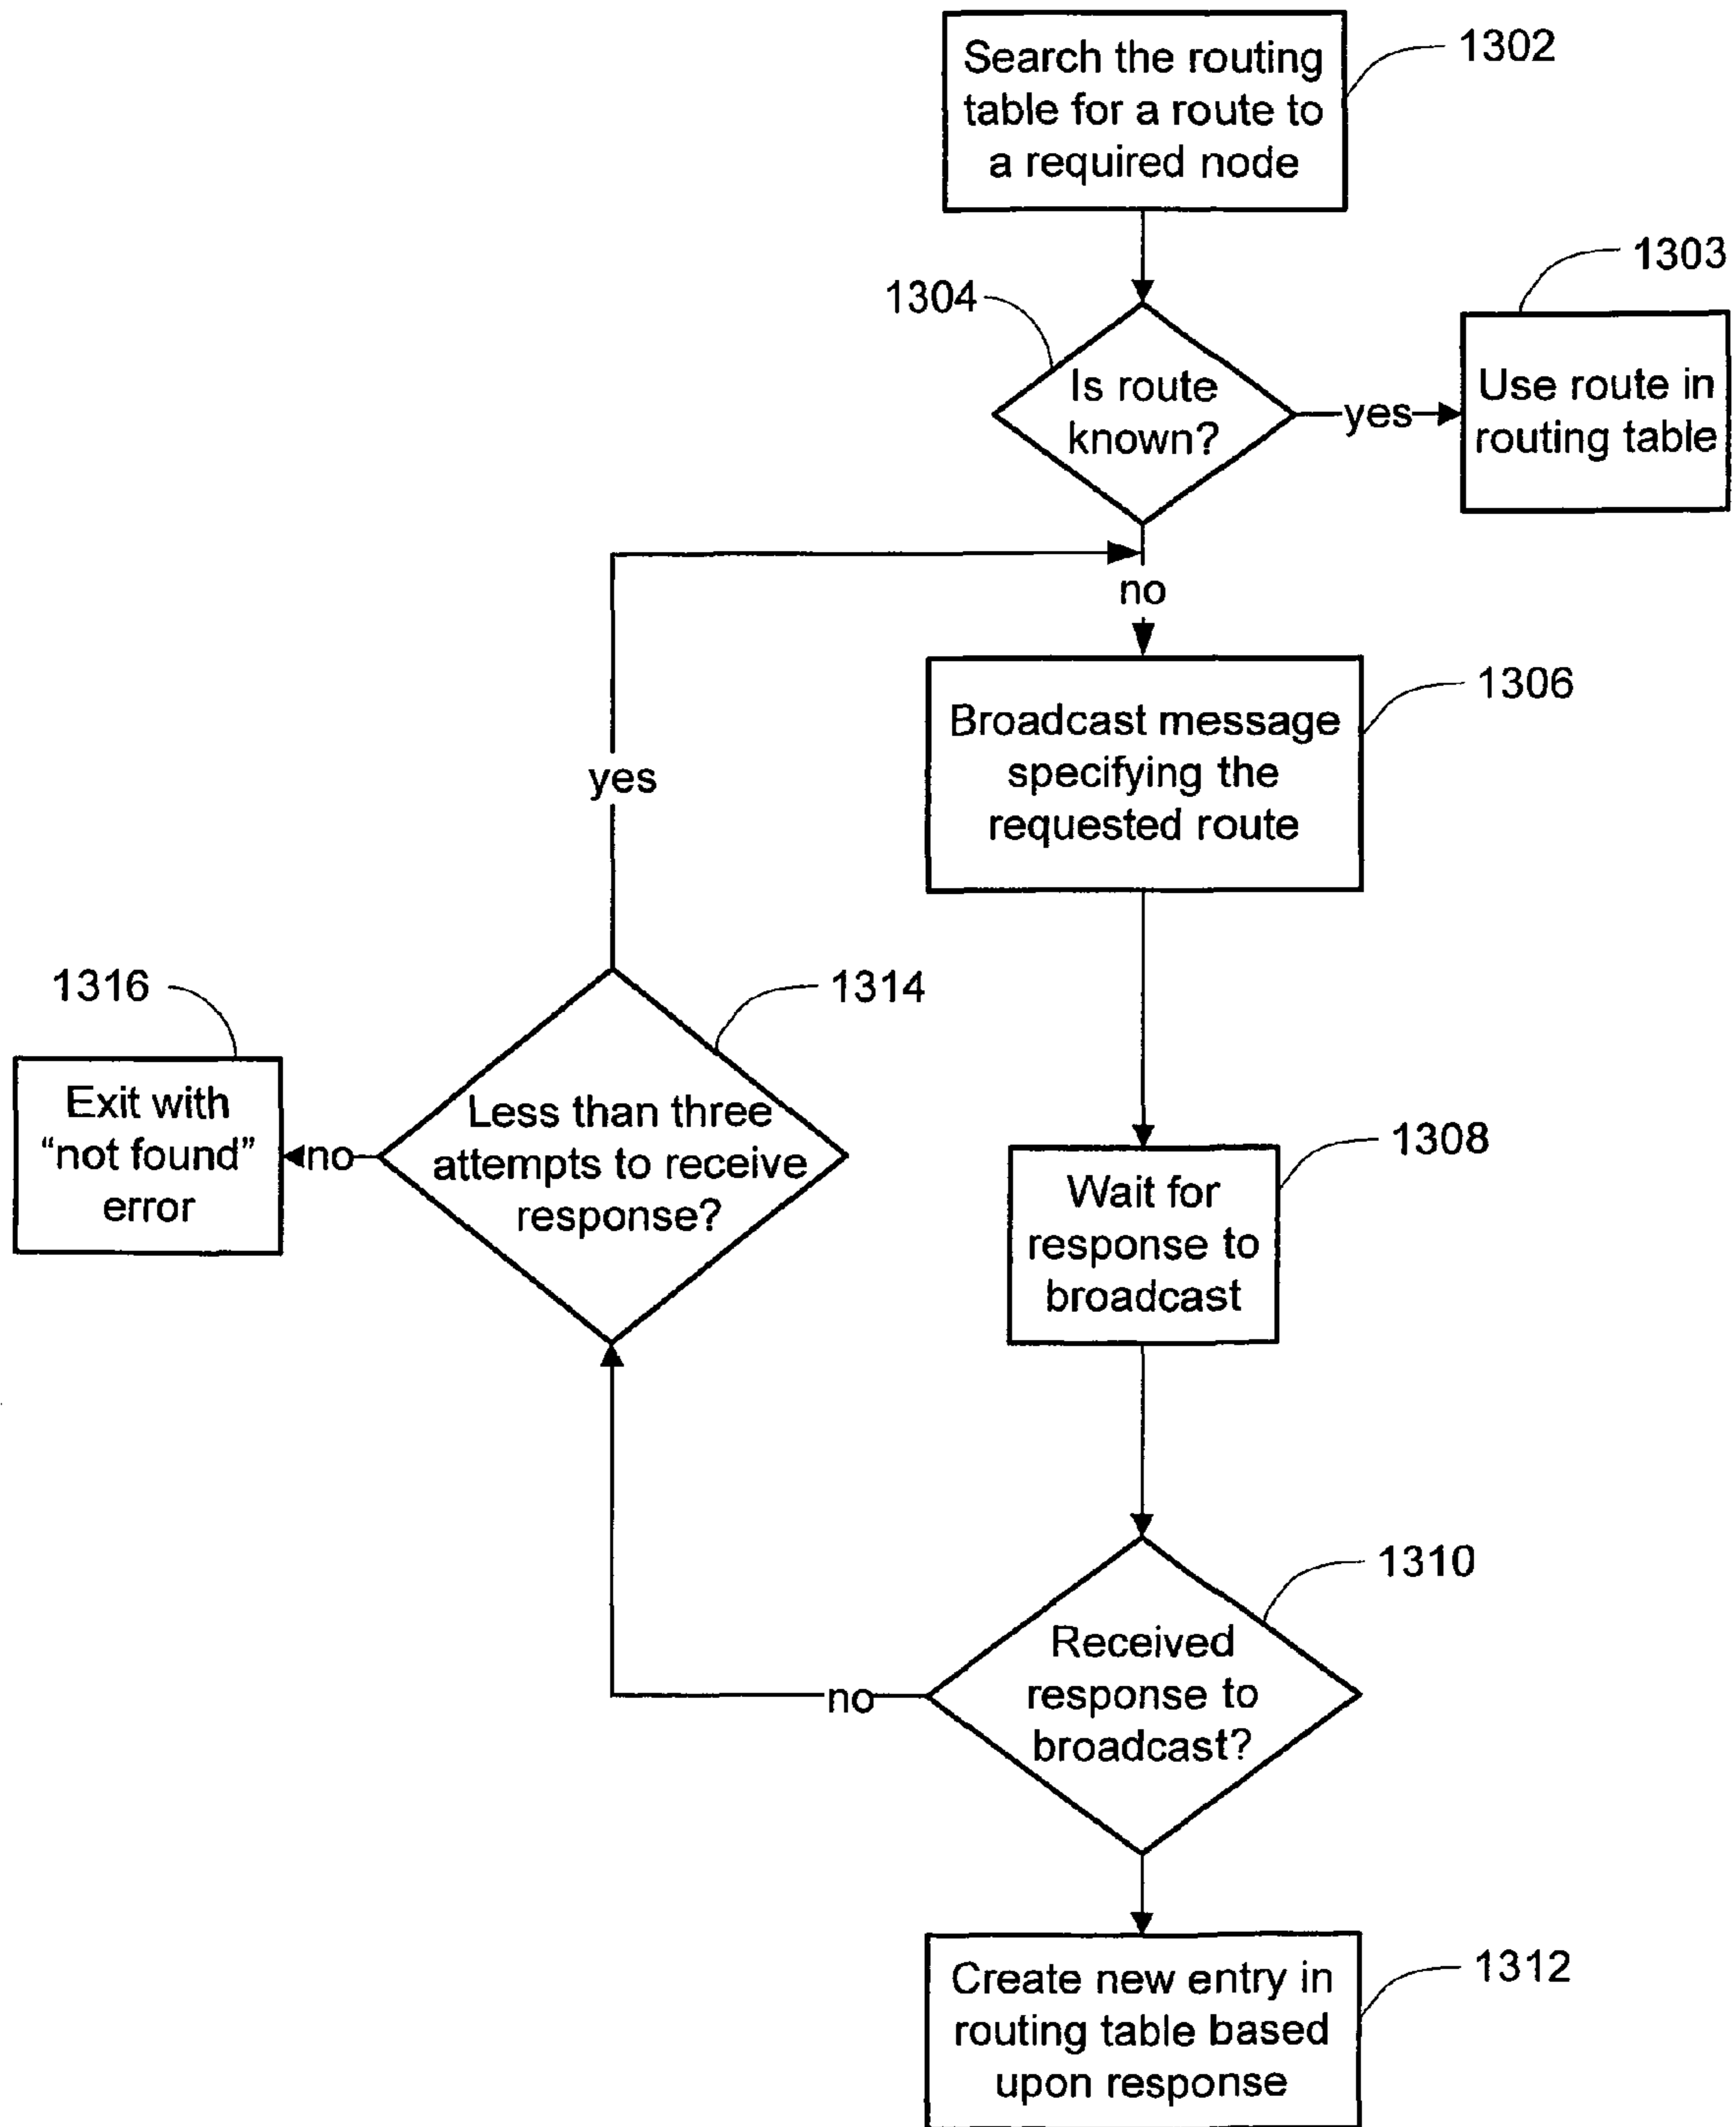 Search the routing
table for a route to
a required node
1302
1303
1304
Is route
known?
yes
Use route in
routing table
no
1306
Broadcast message
specifying the
requested route
yes
1316
1314
Exit with
“not found”
error
no
Less than three
attempts to receive
response?
1308
Wait for
response to
broadcast
1310
Received
response to
broadcast?
no
1312
Create new entry in
routing table based
upon response